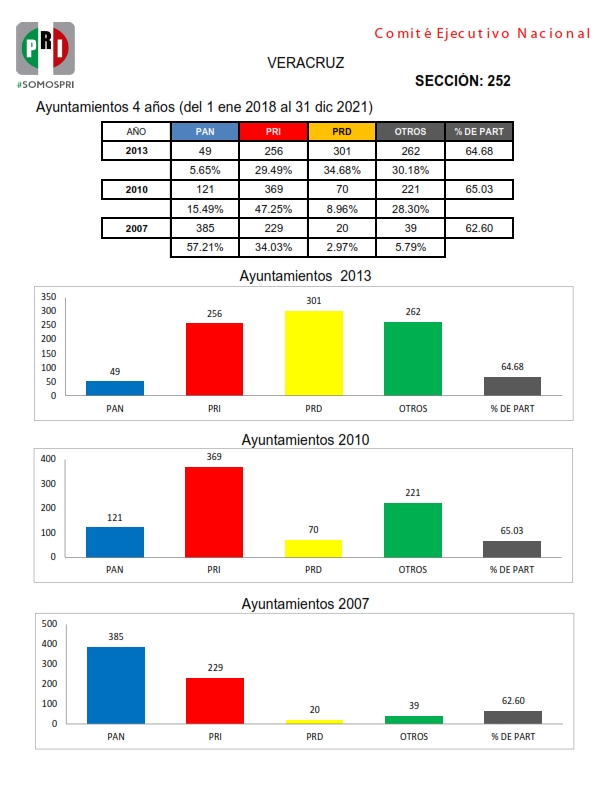 Comité Ejecutivo Nacional
PRI
#SOMOSPRI
VERACRUZ
SECCIÓN: 252
Ayuntamientos 4 años (del 1 ene 2018 al 31 dic 2021)
AÑO PAN PRI PRD OTROS % DE PART
2013 49 256 301 262 64.68
5.65% 29.49% 34.68% 30.18%
2010 121 369 70 221 65.03
15.49% 47.25% 8.96% 28.30%
2007 385 229 20 39 62.60
57.21% 34.03% 2.97% 5.79%
Ayuntamientos 2013
350
300
250
200
150
100
50
0
49 256 301 262 64.68
PAN PRI PRD OTROS % DE PART
Ayuntamientos 2010
400
300
200
100
0
121 369 70 221 65.03
PAN PRI PRD OTROS % DE PART
Ayuntamientos 2007
500
400
300
200
100
0
385 229 20 39 62.60
PAN PRI PRD OTROS % DE PART